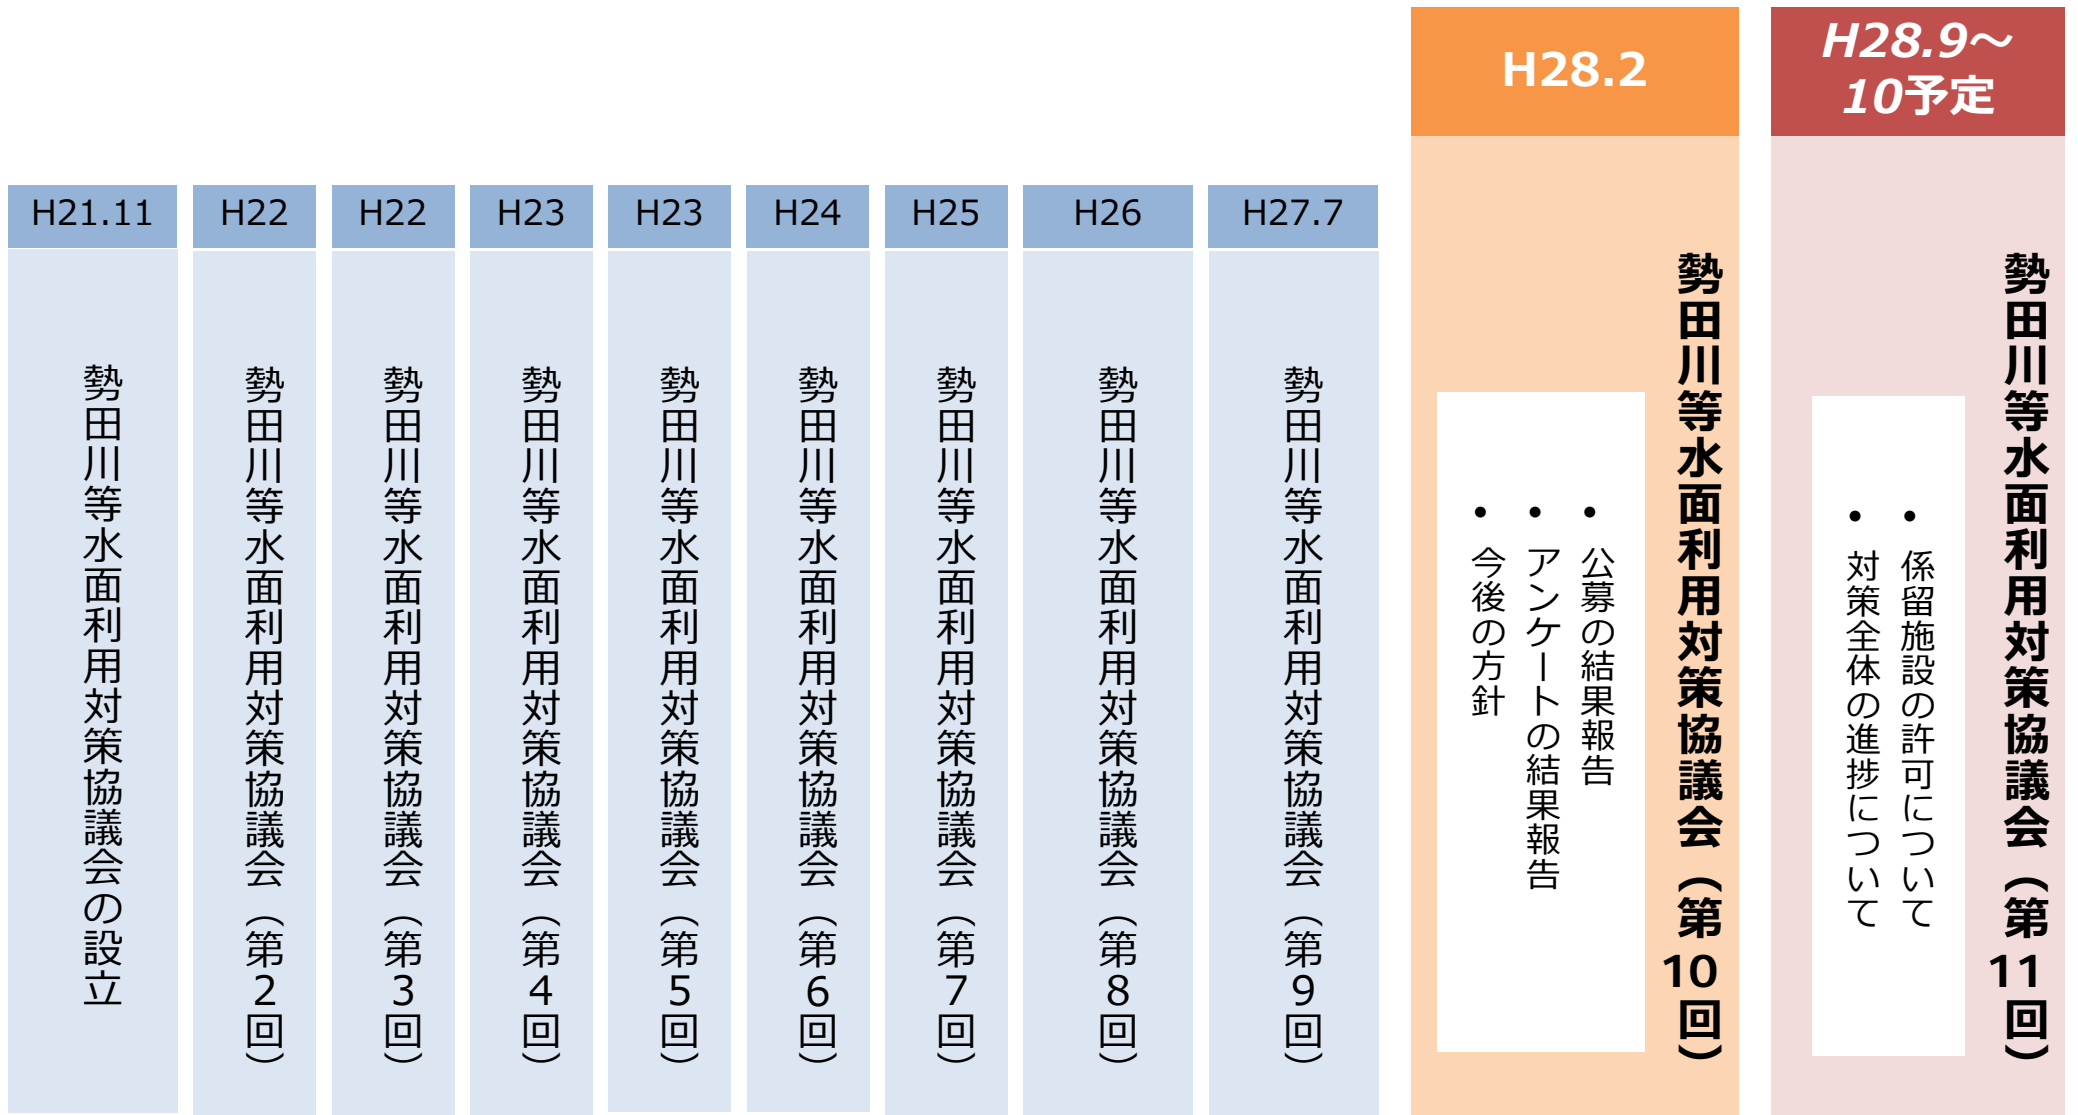 H21.11
勢田川等水面利用対策協議会の設立
H22
勢田川等水面利用対策協議会（第2回）
H22
勢田川等水面利用対策協議会（第3回）
H23
勢田川等水面利用対策協議会（第4回）
H23
勢田川等水面利用対策協議会（第5回）
H24
勢田川等水面利用対策協議会（第6回）
H25
勢田川等水面利用対策協議会（第7回）
H26
勢田川等水面利用対策協議会（第8回）
H27.7
勢田川等水面利用対策協議会（第9回）
H28.2
勢田川等水面利用対策協議会（第10回）
• 公募の結果報告
• アンケートの結果報告
• 今後の方針
H28.9～
10予定
勢田川等水面利用対策協議会（第11回）
• 係留施設の許可について
• 対策全体の進捗について